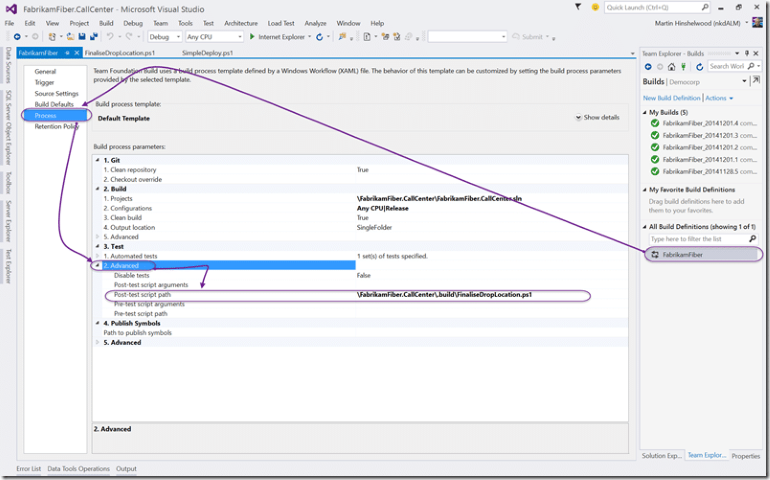 FabrikamFiber.CallCenter - Microsoft Visual Studio
Quick Launch (Ctrl+Q)
File Edit View Project Build Debug Team Tools Test Architecture Load Test Analyze Window Help
Martin Hinshelwood (nkdALM)
Debug Any CPU Internet Explorer Submit
FabrikamFiber FinaliseDropLocation.ps1 SimpleDeploy.ps1
Data Sources
SQL Server Object Explorer
Toolbox
Server Explorer
Test Explorer
General
Trigger
Source Settings
Build Defaults
Process
Retention Policy
Team Foundation Build uses a build process template defined by a Windows Workflow (XAML) file. The behavior of this template can be customized by setting the build process parameters
provided by the selected template.
Build process template:
Default Template
Show details
Build process parameters:
1. Git
1. Clean repository True
2. Checkout override
2. Build
1. Projects \FabrikamFiber.CallCenter\FabrikamFiber.CallCenter.sln
2. Configurations Any CPU|Release
3. Clean build True
4. Output location SingleFolder
5. Advanced
3. Test
1. Automated tests 1 set(s) of tests specified.
2. Advanced
Disable tests False
Post-test script arguments
Post-test script path \FabrikamFiber.CallCenter\.build\FinaliseDropLocation.ps1
Pre-test script arguments
Pre-test script path
4. Publish Symbols
Path to publish symbols
5. Advanced
2. Advanced
Team Explorer - Builds
Search Worl
Builds | Democorp
New Build Definition | Actions
My Builds (5)
FabrikamFiber_20141201.4 com...
FabrikamFiber_20141201.3 com...
FabrikamFiber_20141201.2 com...
FabrikamFiber_20141201.1 com...
FabrikamFiber_20141128.5 com...
My Favorite Build Definitions
Drag build definitions here to add
them to your favorites.
All Build Definitions (showing 1 of 1)
Type here to filter the list
FabrikamFiber
Solution Exp... Team Explor... Properties
Error List Data Tools Operations Output